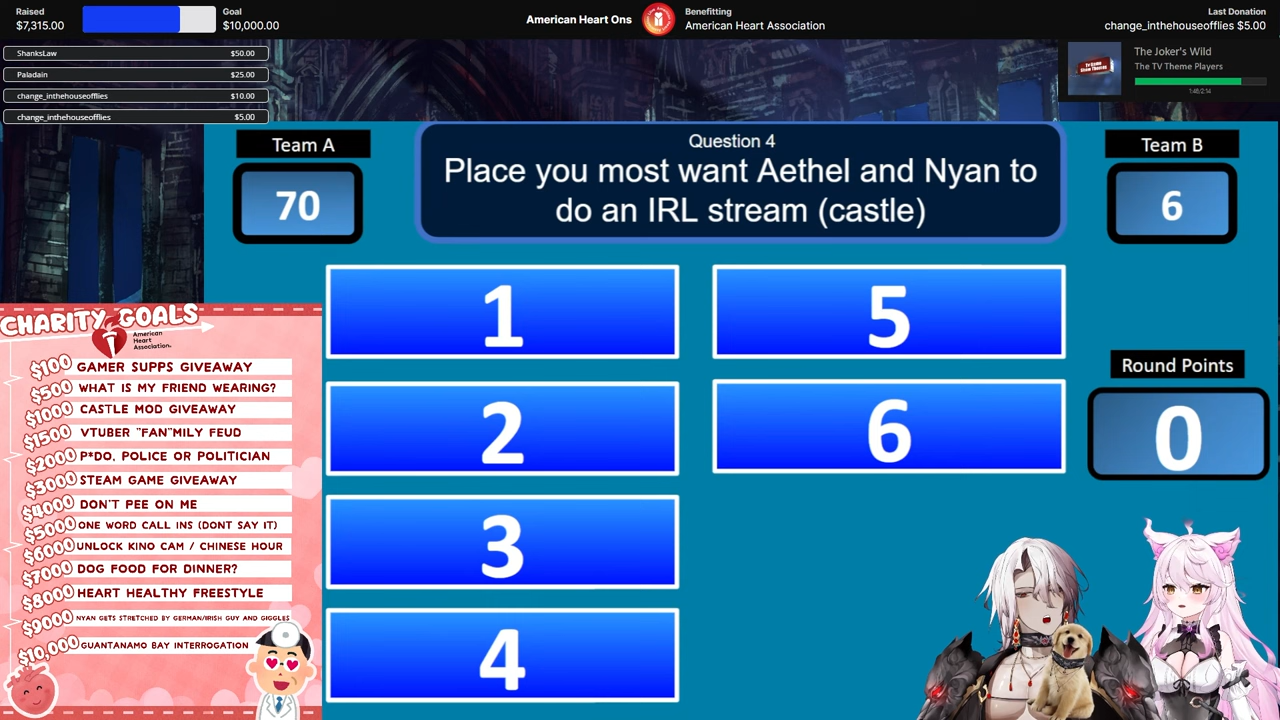 Raised
$7,315.00
Goal
$10,000.00
American Heart Ons
Benefitting
American Heart Association
Last Donation
change_inthehouseofflies $5.00
ShanksLaw $50.00
Paladain $25.00
change_inthehouseofflies $10.00
change_inthehouseofflies $5.00
The Joker's Wild
The TV Theme Players
1:48/2:14
Team A
70
Question 4
Place you most want Aethel and Nyan to
do an IRL stream (castle)
Team B
6
1
2
3
4
5
6
Round Points
0
CHARITY GOALS
American
Heart
Association.
$100 GAMER SUPPS GIVEAWAY
$500 WHAT IS MY FRIEND WEARING?
$1000 CASTLE MOD GIVEAWAY
$1500 VTUBER "FAN"MILY FEUD
$2000 P*DO, POLICE OR POLITICIAN
$3000 STEAM GAME GIVEAWAY
$4000 DON'T PEE ON ME
$5000 ONE WORD CALL INS (DONT SAY IT)
$6000 UNLOCK KINO CAM / CHINESE HOUR
$7000 DOG FOOD FOR DINNER?
$8000 HEART HEALTHY FREESTYLE
$9000 NYAN GETS STRETCHED BY GERMAN/IRISH GUY AND GIGGLES
$10,000 GUANTANAMO BAY INTERROGATION